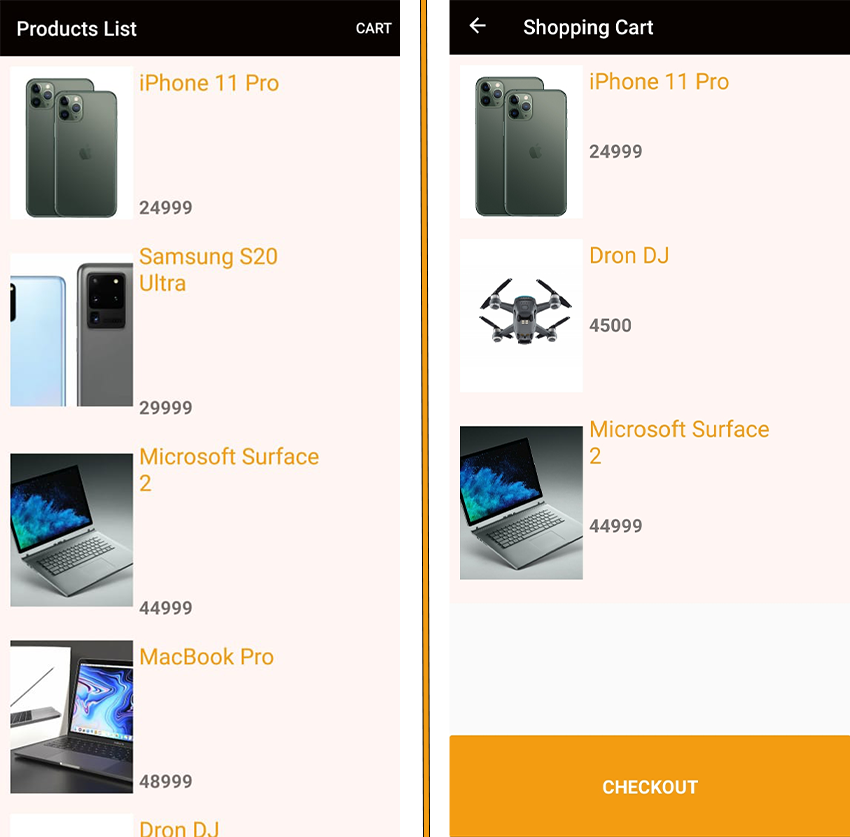 Products List
CART
iPhone 11 Pro
24999
Samsung S20
Ultra
29999
Microsoft Surface
2
44999
MacBook Pro
48999
Dron DJ
Shopping Cart
iPhone 11 Pro
24999
Dron DJ
4500
Microsoft Surface
2
44999
CHECKOUT